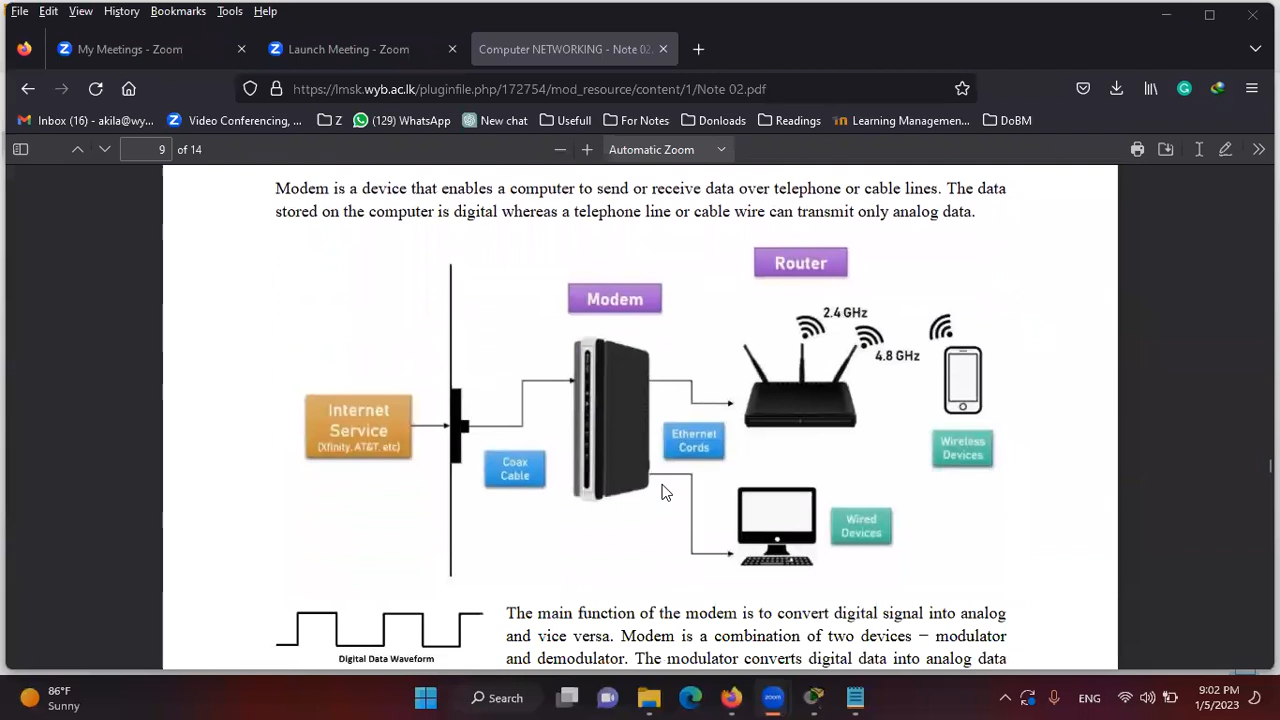 File Edit View History Bookmarks Tools Help
My Meetings - Zoom
Launch Meeting - Zoom
Computer NETWORKING - Note 02.
https://lmsk.wyb.ac.lk/pluginfile.php/172754/mod_resource/content/1/Note 02.pdf
Inbox (16) - akila@wy... Video Conferencing, ... Z (129) WhatsApp New chat Usefull For Notes Donloads Readings Learning Managemen... DoBM
9 of 14 Automatic Zoom
Modem is a device that enables a computer to send or receive data over telephone or cable lines. The data
stored on the computer is digital whereas a telephone line or cable wire can transmit only analog data.
Router
Modem
2.4 GHz
4.8 GHz
Internet
Service
(Xfinity, AT&T, etc)
Ethernet
Cords
Wireless
Devices
Coax
Cable
Wired
Devices
The main function of the modem is to convert digital signal into analog
and vice versa. Modem is a combination of two devices − modulator
Digital Data Waveform
and demodulator. The modulator converts digital data into analog data
86°F
Sunny
Search
zoom
ENG
9:02 PM
1/5/2023